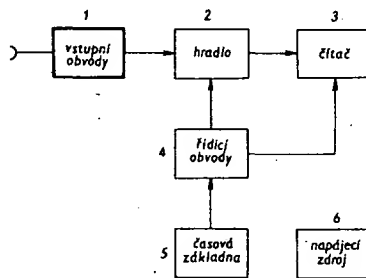 1
vstupní
obvody
2
hradlo
3
čítač
4
řídicí
obvody
5
časová
základna
6
napájecí
zdroj